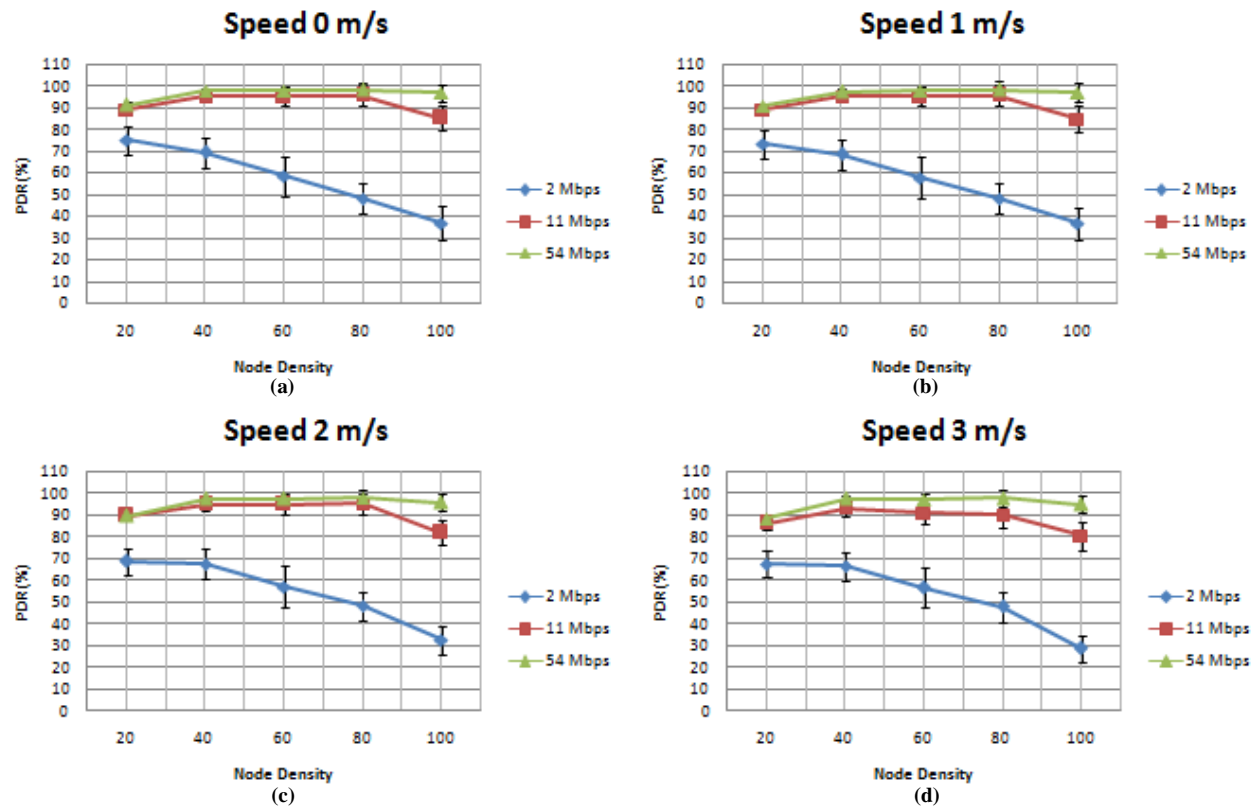 Speed 0 m/s
110
100
90
80
70
60
50
40
30
20
10
0
PDR(%)
20 40 60 80 100
Node Density
2 Mbps
11 Mbps
54 Mbps
(a)
Speed 1 m/s
110
100
90
80
70
60
50
40
30
20
10
0
PDR(%)
20 40 60 80 100
Node Density
2 Mbps
11 Mbps
54 Mbps
(b)
Speed 2 m/s
110
100
90
80
70
60
50
40
30
20
10
0
PDR(%)
20 40 60 80 100
Node Density
2 Mbps
11 Mbps
54 Mbps
(c)
Speed 3 m/s
110
100
90
80
70
60
50
40
30
20
10
0
PDR(%)
20 40 60 80 100
Node Density
2 Mbps
11 Mbps
54 Mbps
(d)